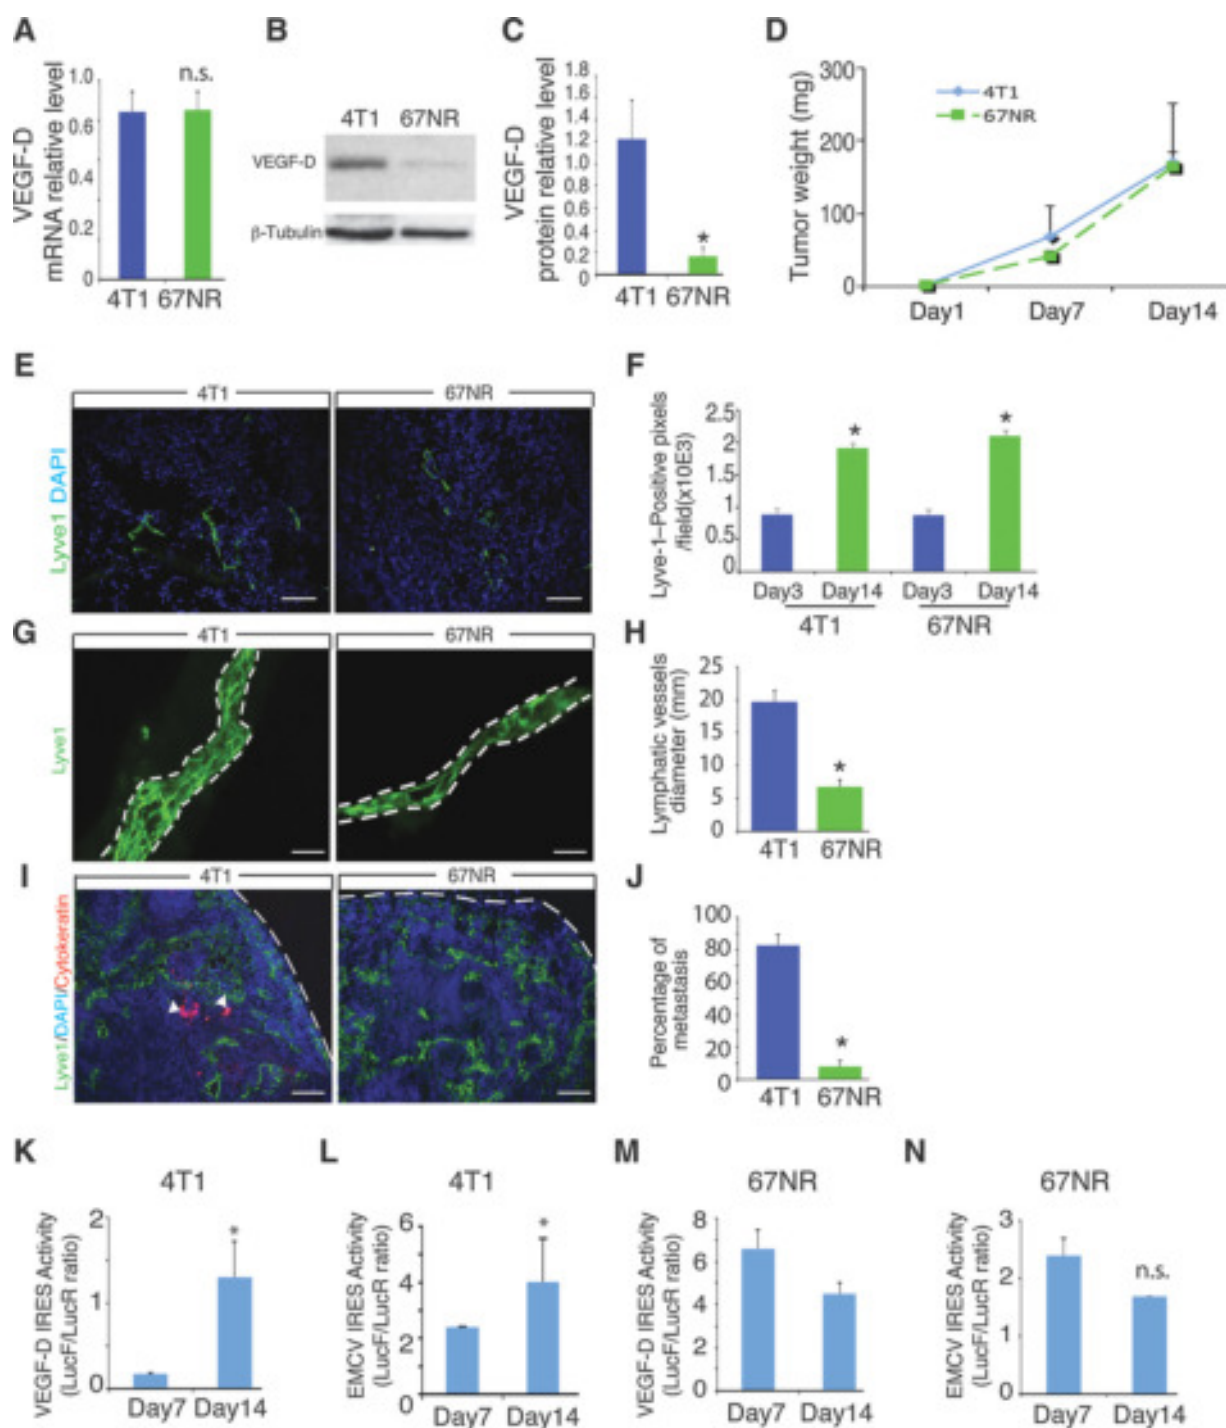 A
VEGF-D
mRNA relative level
1.0
0.6
0.2
0
n.s.
4T1 67NR
B
4T1 67NR
VEGF-D
β-Tubulin
C
VEGF-D
protein relative level
1.8
1.6
1.4
1.2
1.0
0.8
0.6
0.4
0.2
0
*
4T1 67NR
D
Tumor weight (mg)
300
200
100
0
4T1
67NR
Day1 Day7 Day14
E
4T1 67NR
Lyve1 DAPI
F
Lyve-1–Positive pixels
/field(x10E3)
2.5
2
1.5
1
0.5
0
* *
Day3 Day14 Day3 Day14
4T1 67NR
G
4T1 67NR
Lyve1
H
Lymphatic vessels
diameter (mm)
25
20
15
10
5
0
*
4T1 67NR
I
4T1 67NR
Lyve1/DAPI/Cytokeratin
J
Percentage of
metastasis
100
80
60
40
20
0
*
4T1 67NR
K
4T1
VEGF-D IRES Activity
(LucF/LucR ratio)
2
1
0
*
Day7 Day14
L
4T1
EMCV IRES Activity
(LucF/LucR ratio)
6
4
2
0
*
Day7 Day14
M
67NR
VEGF-D IRES Activity
(LucF/LucR ratio)
8
6
4
2
0
Day7 Day14
N
67NR
EMCV IRES Activity
(LucF/LucR ratio)
3
2
1
0
n.s.
Day7 Day14